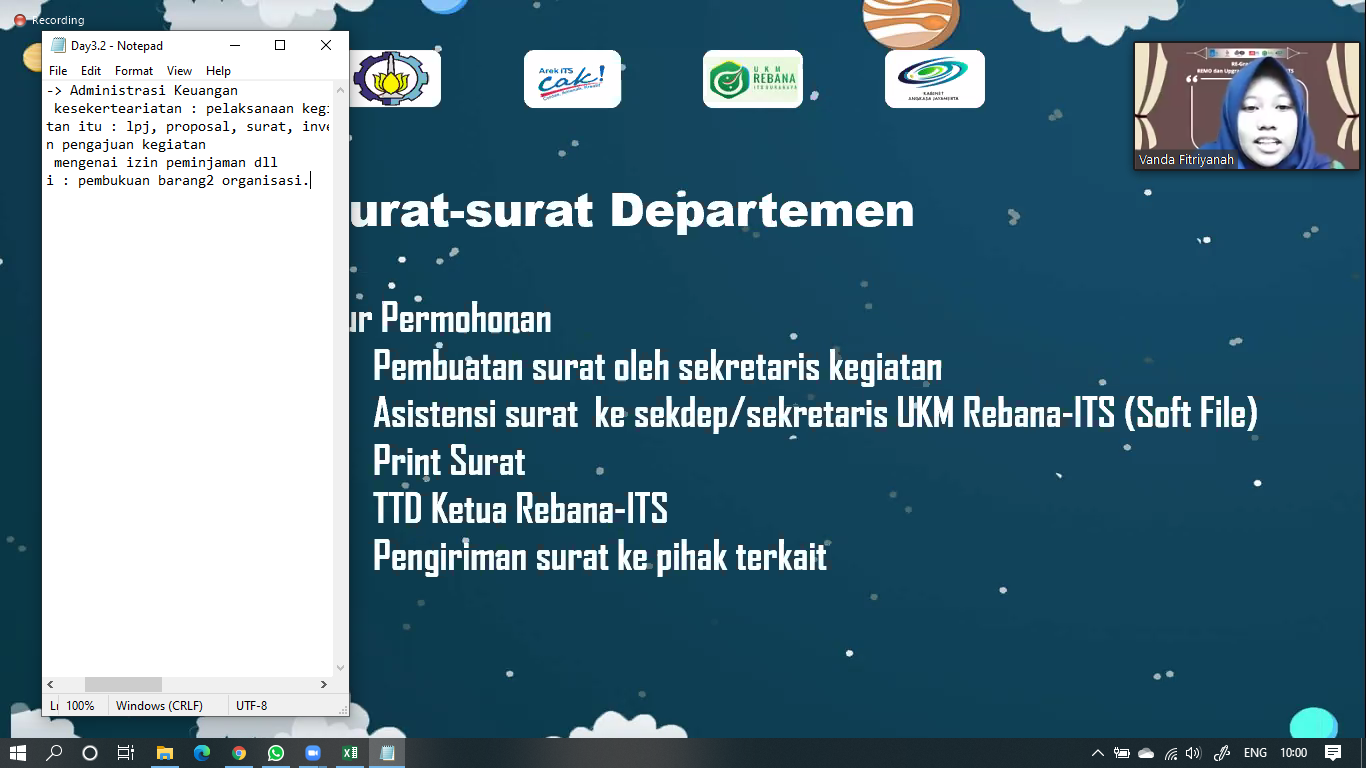 Recording
Day3.2 - Notepad
File Edit Format View Help
-> Administrasi Keuangan
kesekerteariatan : pelaksanaan keg
tan itu : lpj, proposal, surat, inv
n pengajuan kegiatan
mengenai izin peminjaman dll
i : pembukuan barang2 organisasi.
100% Windows (CRLF) UTF-8
Arek ITS
cak!
UKM
REBANA
ITS SURABAYA
KABINET
ANGKASA JAYAMERTA
Vanda Fitriyanah
urat-surat Departemen
ur Permohonan
Pembuatan surat oleh sekretaris kegiatan
Asistensi surat ke sekdep/sekretaris UKM Rebana-ITS (Soft File)
Print Surat
TTD Ketua Rebana-ITS
Pengiriman surat ke pihak terkait
ENG 10:00